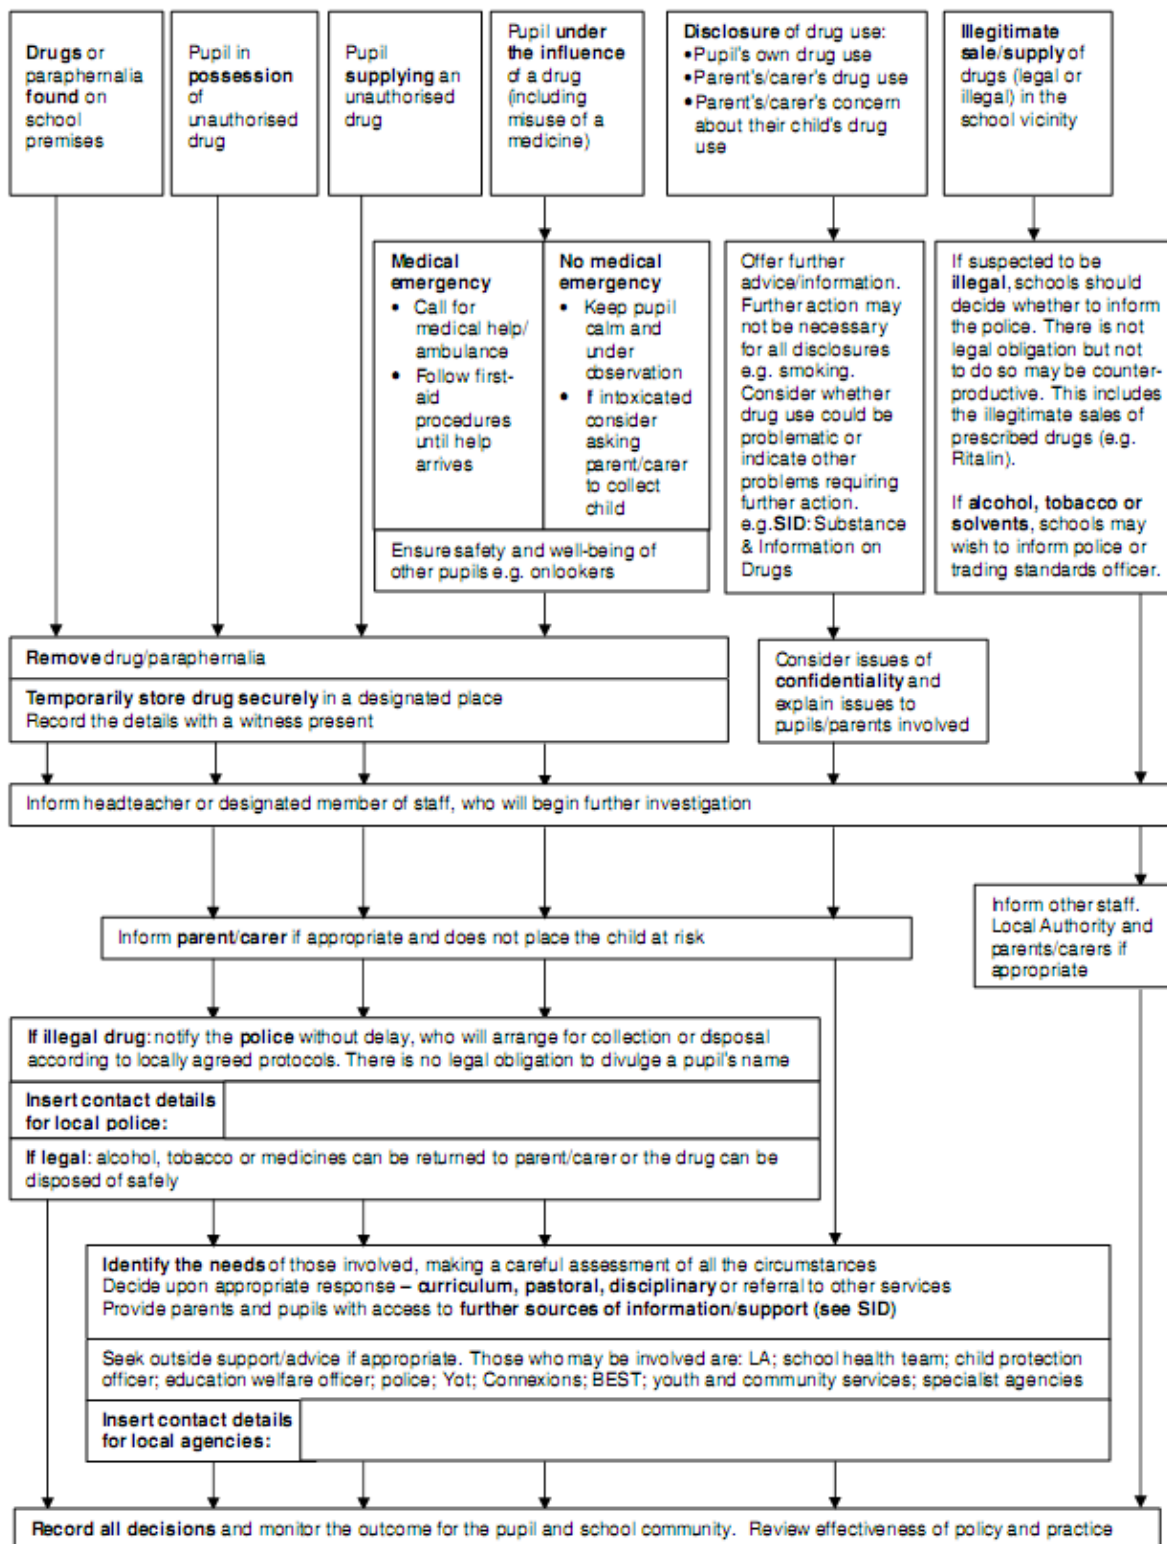 Drugs or
paraphernalia
found on
school
premises
Pupil in
possession
of
unauthorised
drug
Pupil
supplying an
unauthorised
drug
Pupil under
the influence
of a drug
(including
misuse of a
medicine)
Disclosure of drug use:
•Pupil's own drug use
•Parent's/carer's drug use
•Parent's/carer's concern
about their child's drug
use
Illegitimate
sale/supply of
drugs (legal or
illegal) in the
school vicinity
Medical
emergency
• Call for
medical help/
ambulance
• Follow first-
aid
procedures
until help
arrives
No medical
emergency
• Keep pupil
calm and
under
observation
• If intoxicated
consider
asking
parent/carer
to collect
child
Ensure safety and well-being of
other pupils e.g. onlookers
Offer further
advice/information.
Further action may
not be necessary
for all disclosures
e.g. smoking.
Consider whether
drug use could be
problematic or
indicate other
problems requiring
further action.
e.g.SID: Substance
& Information on
Drugs
If suspected to be
illegal, schools should
decide whether to inform
the police. There is not
legal obligation but not
to do so may be counter-
productive. This includes
the illegitimate sales of
prescribed drugs (e.g.
Ritalin).
If alcohol, tobacco or
solvents, schools may
wish to inform police or
trading standards officer.
Remove drug/paraphernalia
Temporarily store drug securely in a designated place
Record the details with a witness present
Consider issues of
confidentiality and
explain issues to
pupils/parents involved
Inform headteacher or designated member of staff, who will begin further investigation
Inform other staff.
Local Authority and
parents/carers if
appropriate
Inform parent/carer if appropriate and does not place the child at risk
If illegal drug: notify the police without delay, who will arrange for collection or disposal
according to locally agreed protocols. There is no legal obligation to divulge a pupil's name
Insert contact details
for local police:
If legal: alcohol, tobacco or medicines can be returned to parent/carer or the drug can be
disposed of safely
Identify the needs of those involved, making a careful assessment of all the circumstances
Decide upon appropriate response – curriculum, pastoral, disciplinary or referral to other services
Provide parents and pupils with access to further sources of information/support (see SID)
Seek outside support/advice if appropriate. Those who may be involved are: LA; school health team; child protection
officer; education welfare officer; police; Yot; Connexions; BEST; youth and community services; specialist agencies
Insert contact details
for local agencies:
Record all decisions and monitor the outcome for the pupil and school community. Review effectiveness of policy and practice